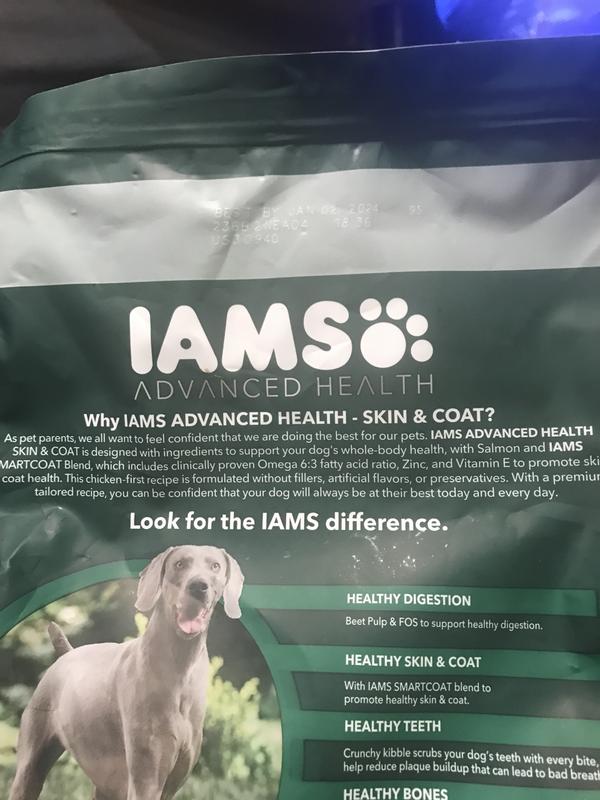 BEST BY JAN 02 2024 95
18 36
IAMS
ADVANCED HEALTH
Why IAMS ADVANCED HEALTH - SKIN & COAT?
As pet parents, we all want to feel confident that we are doing the best for our pets. IAMS ADVANCED HEALTH
SKIN & COAT is designed with ingredients to support your dog's whole-body health, with Salmon and IAMS
MARTCOAT Blend, which includes clinically proven Omega 6:3 fatty acid ratio, Zinc, and Vitamin E to promote ski
coat health. This chicken-first recipe is formulated without fillers, artificial flavors, or preservatives. With a premium
tailored recipe, you can be confident that your dog will always be at their best today and every day.
Look for the IAMS difference.
HEALTHY DIGESTION
Beet Pulp & FOS to support healthy digestion.
HEALTHY SKIN & COAT
With IAMS SMARTCOAT blend to
promote healthy skin & coat.
HEALTHY TEETH
Crunchy kibble scrubs your dog's teeth with every bite,
help reduce plaque buildup that can lead to bad breath
HEALTHY BONES